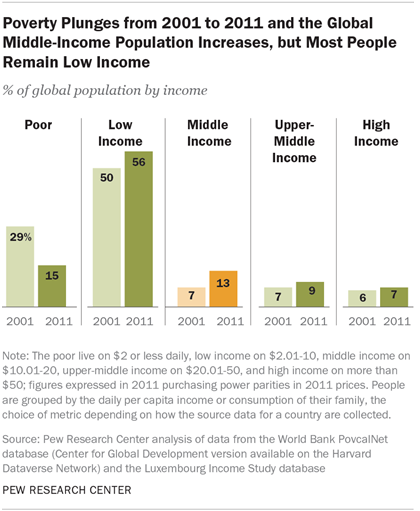 Poverty Plunges from 2001 to 2011 and the Global
Middle-Income Population Increases, but Most People
Remain Low Income
% of global population by income
Poor
Low
Income
Middle
Income
Upper-
Middle
Income
High
Income
29%
15
50
56
7
13
7
9
6
7
2001 2011
2001 2011
2001 2011
2001 2011
2001 2011
Note: The poor live on $2 or less daily, low income on $2.01-10, middle income on
$10.01-20, upper-middle income on $20.01-50, and high income on more than
$50; figures expressed in 2011 purchasing power parities in 2011 prices. People
are grouped by the daily per capita income or consumption of their family, the
choice of metric depending on how the source data for a country are collected.
Source: Pew Research Center analysis of data from the World Bank PovcalNet
database (Center for Global Development version available on the Harvard
Dataverse Network) and the Luxembourg Income Study database
PEW RESEARCH CENTER